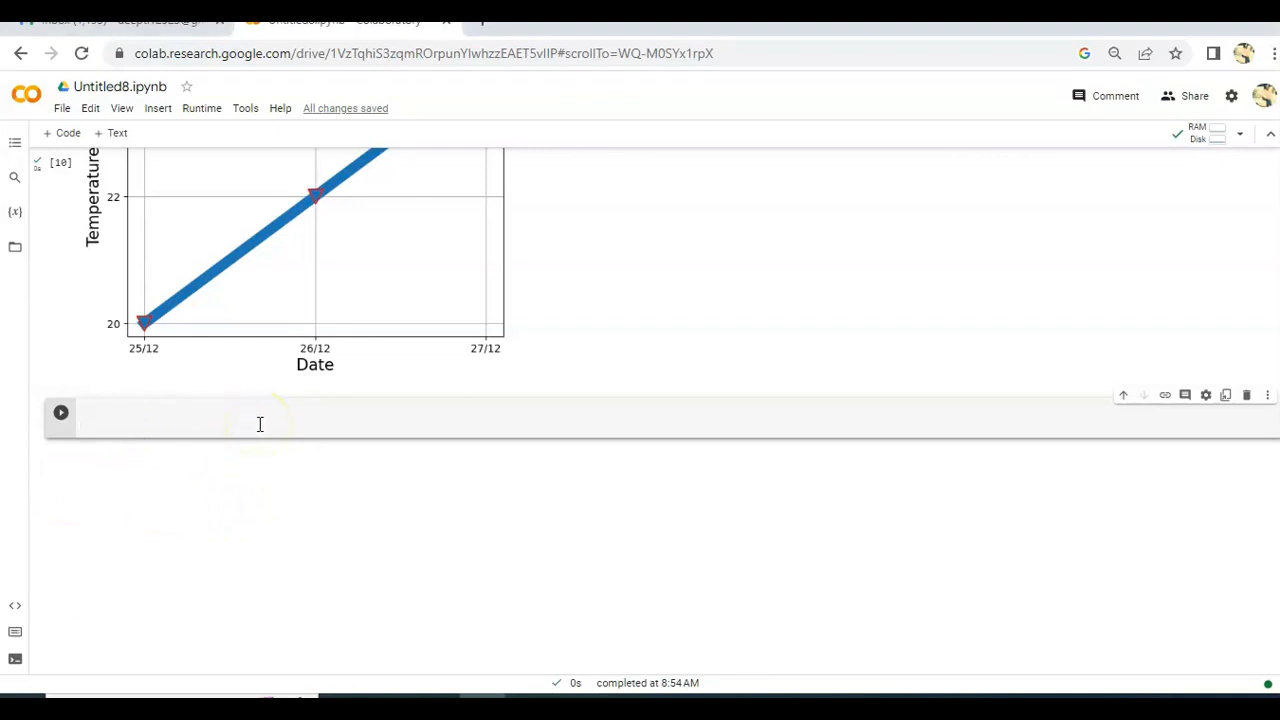 colab.research.google.com/drive/1VzTqhiS3zqmROrpunYlwhzzEAET5vIIP#scrollTo=WQ-M0SYx1rpX
Untitled8.ipynb
File Edit View Insert Runtime Tools Help All changes saved
Comment
Share
+ Code + Text
RAM
Disk
[10]
0s
{x}
Temperature
22
20
25/12 26/12 27/12
Date
0s completed at 8:54 AM